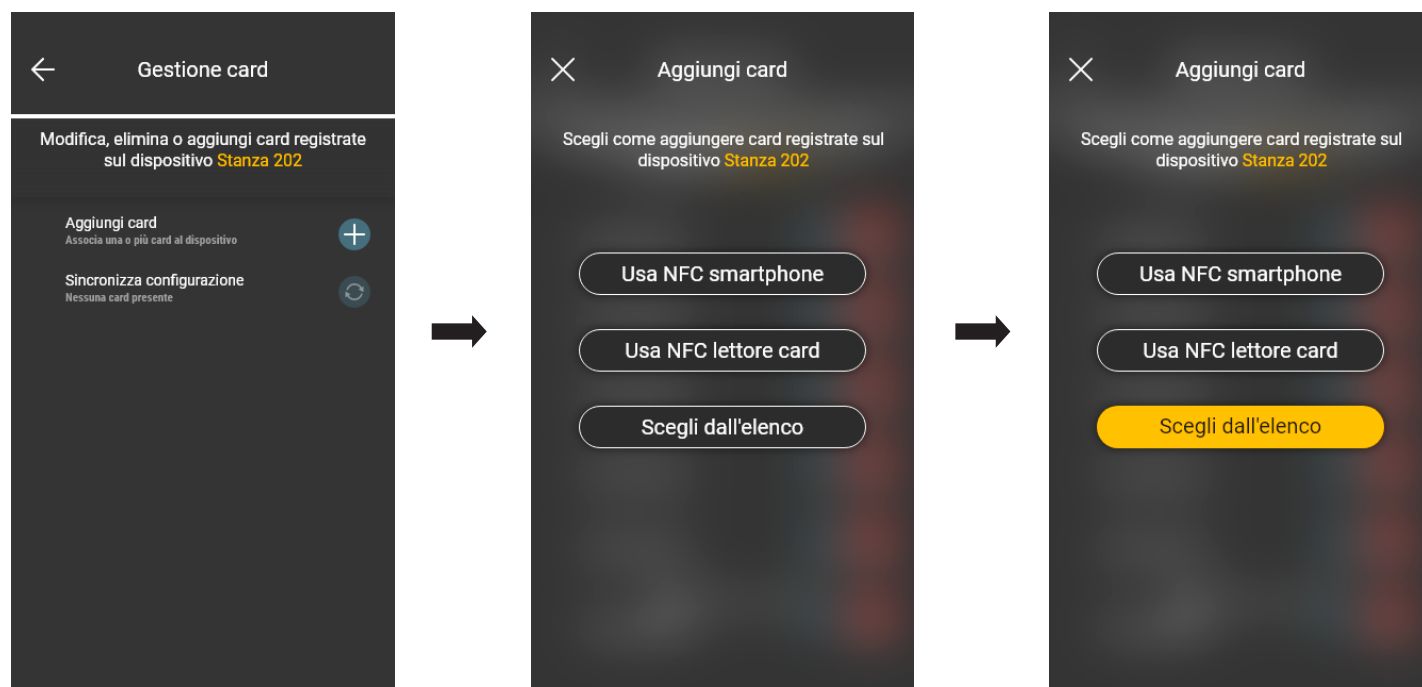 Gestione card
Modifica, elimina o aggiungi card registrate
sul dispositivo Stanza 202
Aggiungi card
Associa una o più card al dispositivo
Sincronizza configurazione
Nessuna card presente
Aggiungi card
Scegli come aggiungere card registrate sul
dispositivo Stanza 202
Usa NFC smartphone
Usa NFC lettore card
Scegli dall'elenco
Aggiungi card
Scegli come aggiungere card registrate sul
dispositivo Stanza 202
Usa NFC smartphone
Usa NFC lettore card
Scegli dall'elenco